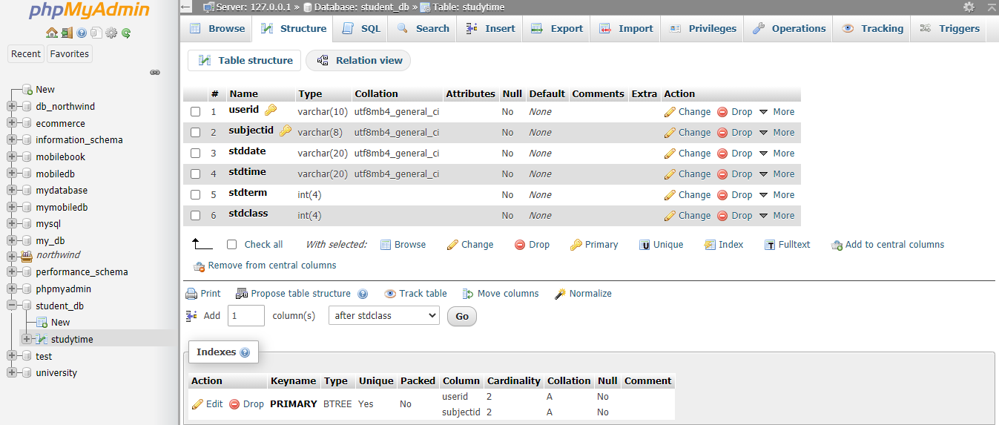 phpMyAdmin
Recent Favorites
New
db_northwind
ecommerce
information_schema
mobilebook
mobiledb
mydatabase
mymobiledb
mysql
my_db
northwind
performance_schema
phpmyadmin
student_db
New
studytime
test
university
Server: 127.0.0.1 » Database: student_db » Table: studytime
Browse Structure SQL Search Insert Export Import Privileges Operations Tracking Triggers
Table structure Relation view
# Name Type Collation Attributes Null Default Comments Extra Action
1 userid varchar(10) utf8mb4_general_ci No None Change Drop More
2 subjectid varchar(8) utf8mb4_general_ci No None Change Drop More
3 stddate varchar(20) utf8mb4_general_ci No None Change Drop More
4 stdtime varchar(20) utf8mb4_general_ci No None Change Drop More
5 stdterm int(4) No None Change Drop More
6 stdclass int(4) No None Change Drop More
Check all With selected: Browse Change Drop Primary Unique Index Fulltext Add to central columns
Remove from central columns
Print Propose table structure Track table Move columns Normalize
Add 1 column(s) after stdclass Go
Indexes
Action Keyname Type Unique Packed Column Cardinality Collation Null Comment
Edit Drop PRIMARY BTREE Yes No userid 2 A No
subjectid 2 A No